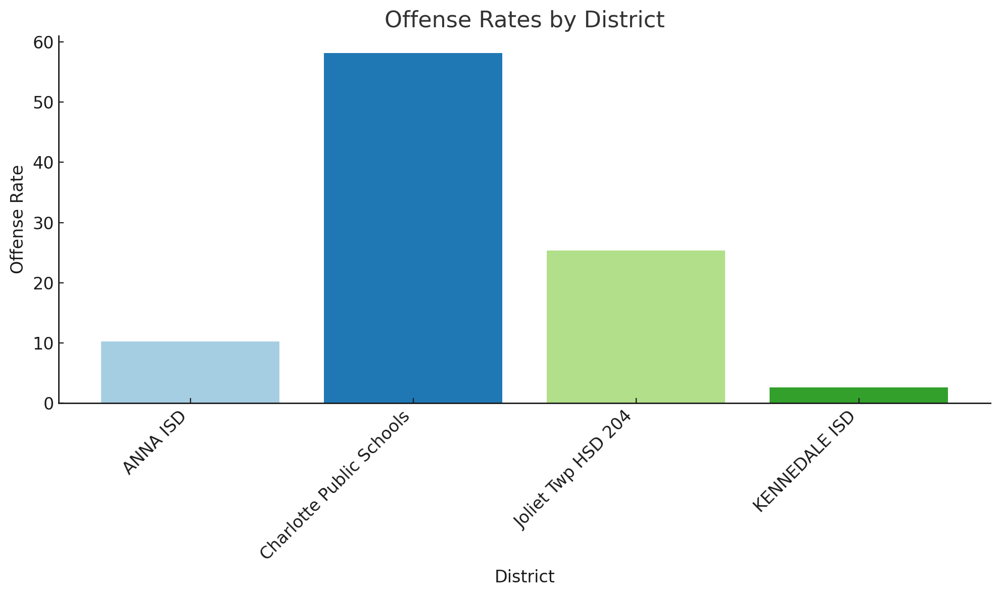 Offense Rates by District
Offense Rate
60
50
40
30
20
10
0
ANNA ISD
Charlotte Public Schools
Joliet Twp HSD 204
KENNEDALE ISD
District